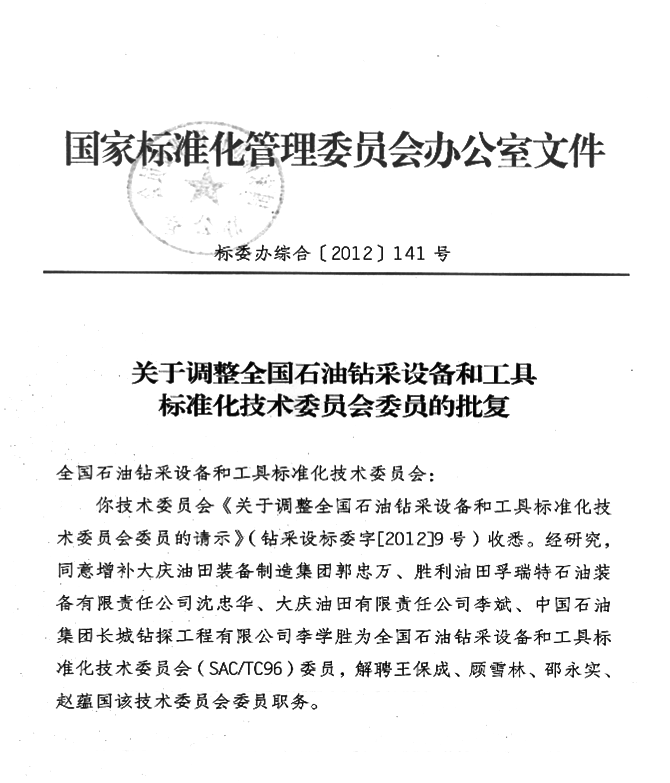 国家标准化管理委员会办公室文件
标委办综合〔2012〕141 号
关于调整全国石油钻采设备和工具
标准化技术委员会委员的批复
全国石油钻采设备和工具标准化技术委员会：
你技术委员会《关于调整全国石油钻采设备和工具标准化技
术委员会委员的请示》（钻采设标委字[2012]9 号）收悉。经研究，
同意增补大庆油田装备制造集团郭忠万、胜利油田孚瑞特石油装
备有限责任公司沈忠华、大庆油田有限责任公司李斌、中国石油
集团长城钻探工程有限公司李学胜为全国石油钻采设备和工具标
准化技术委员会（SAC/TC96）委员，解聘王保成、顾雪林、邵永实、
赵蕴国该技术委员会委员职务。